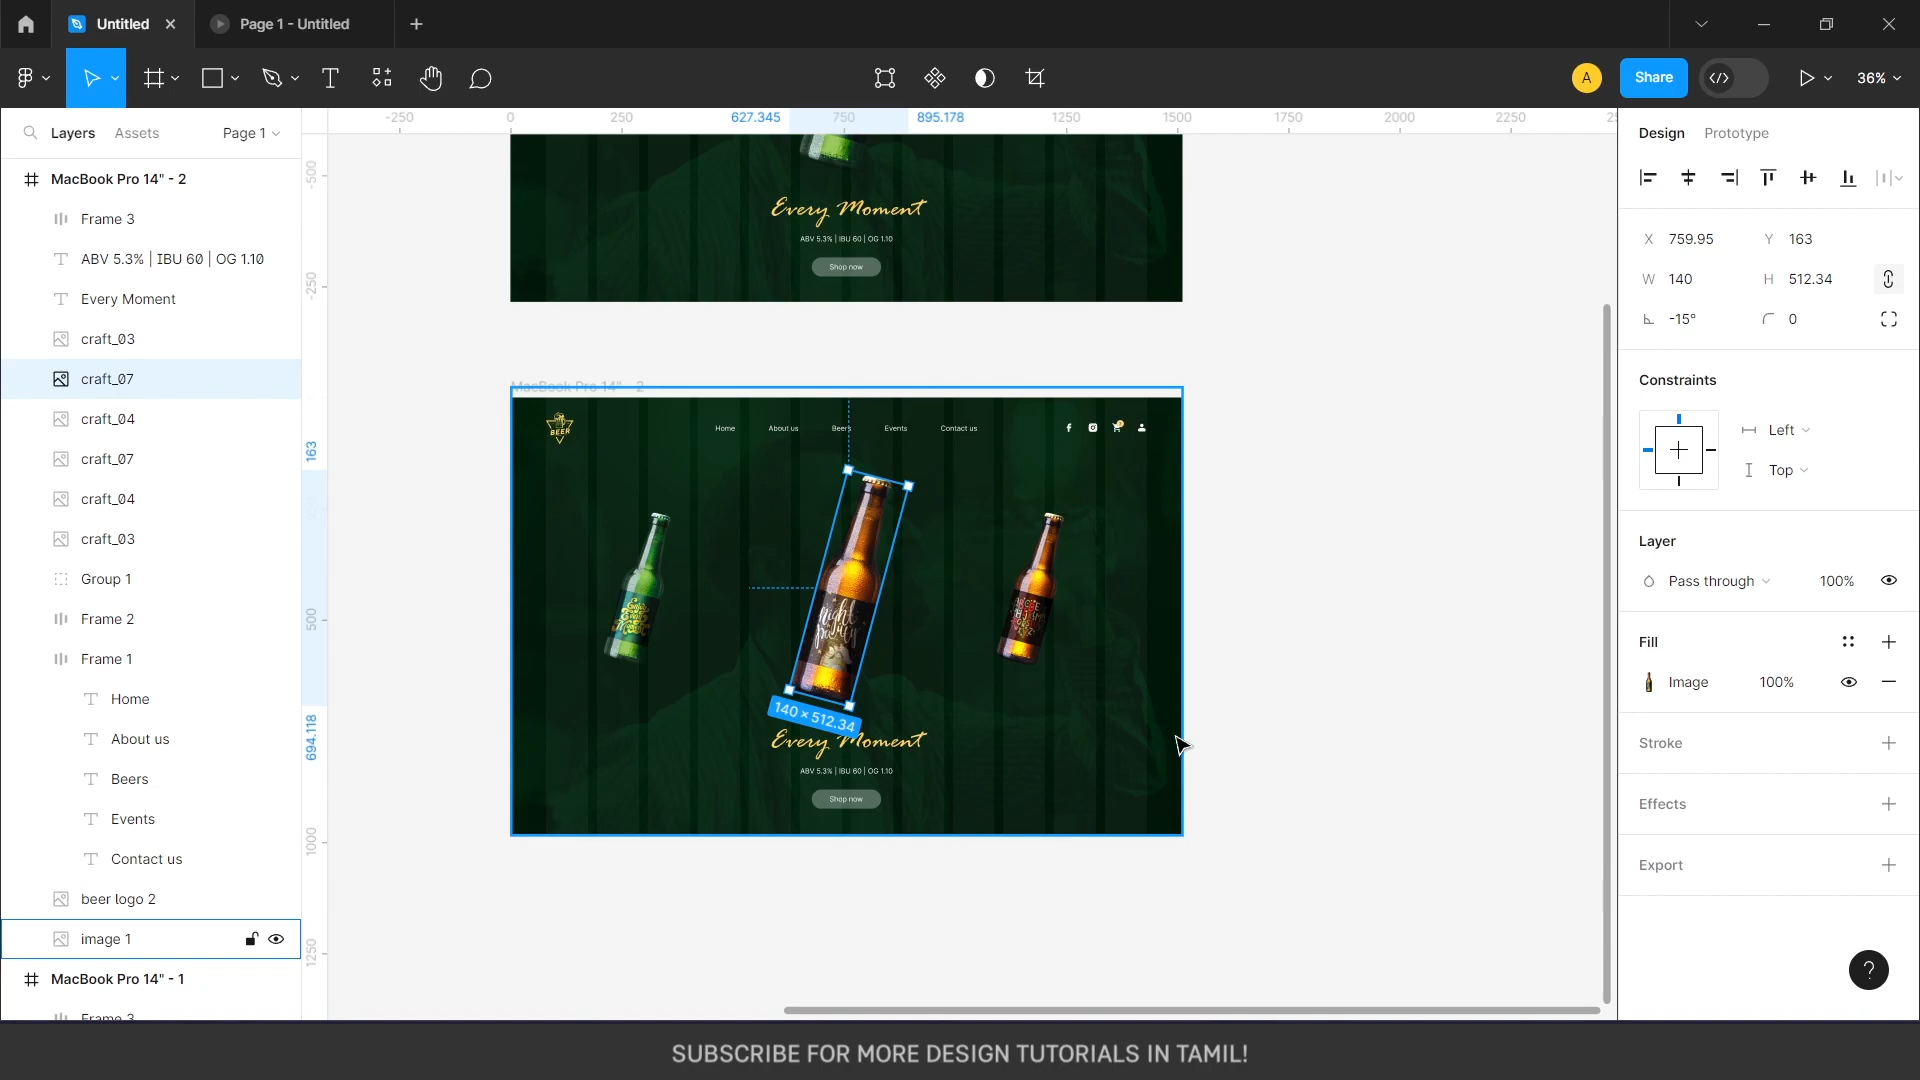 Untitled
Page 1 - Untitled
A
Share
36%
Layers
Assets
Page 1
-250
0
250
627.345
750
895.178
1000
1250
1500
1750
2000
2250
Design
Prototype
MacBook Pro 14" - 2
Frame 3
ABV 5.3% | IBU 60 | OG 1.10
Every Moment
craft_03
craft_07
craft_04
craft_07
craft_04
craft_03
Group 1
Frame 2
Frame 1
Home
About us
Beers
Events
Contact us
beer logo 2
image 1
MacBook Pro 14" - 1
Frame 3
-500
-250
163
500
694.118
1000
1250
Every Moment
ABV 5.3% | IBU 60 | OG 1.10
Shop now
MacBook Pro 14" - 2
BEER
Home
About us
Beers
Events
Contact us
night
party
140 × 512.34
Every Moment
ABV 5.3% | IBU 60 | OG 1.10
Shop now
X 759.95
Y 163
W 140
H 512.34
-15°
0
Constraints
Left
Top
Layer
Pass through
100%
Fill
Image
100%
Stroke
Effects
Export
?
SUBSCRIBE FOR MORE DESIGN TUTORIALS IN TAMIL!